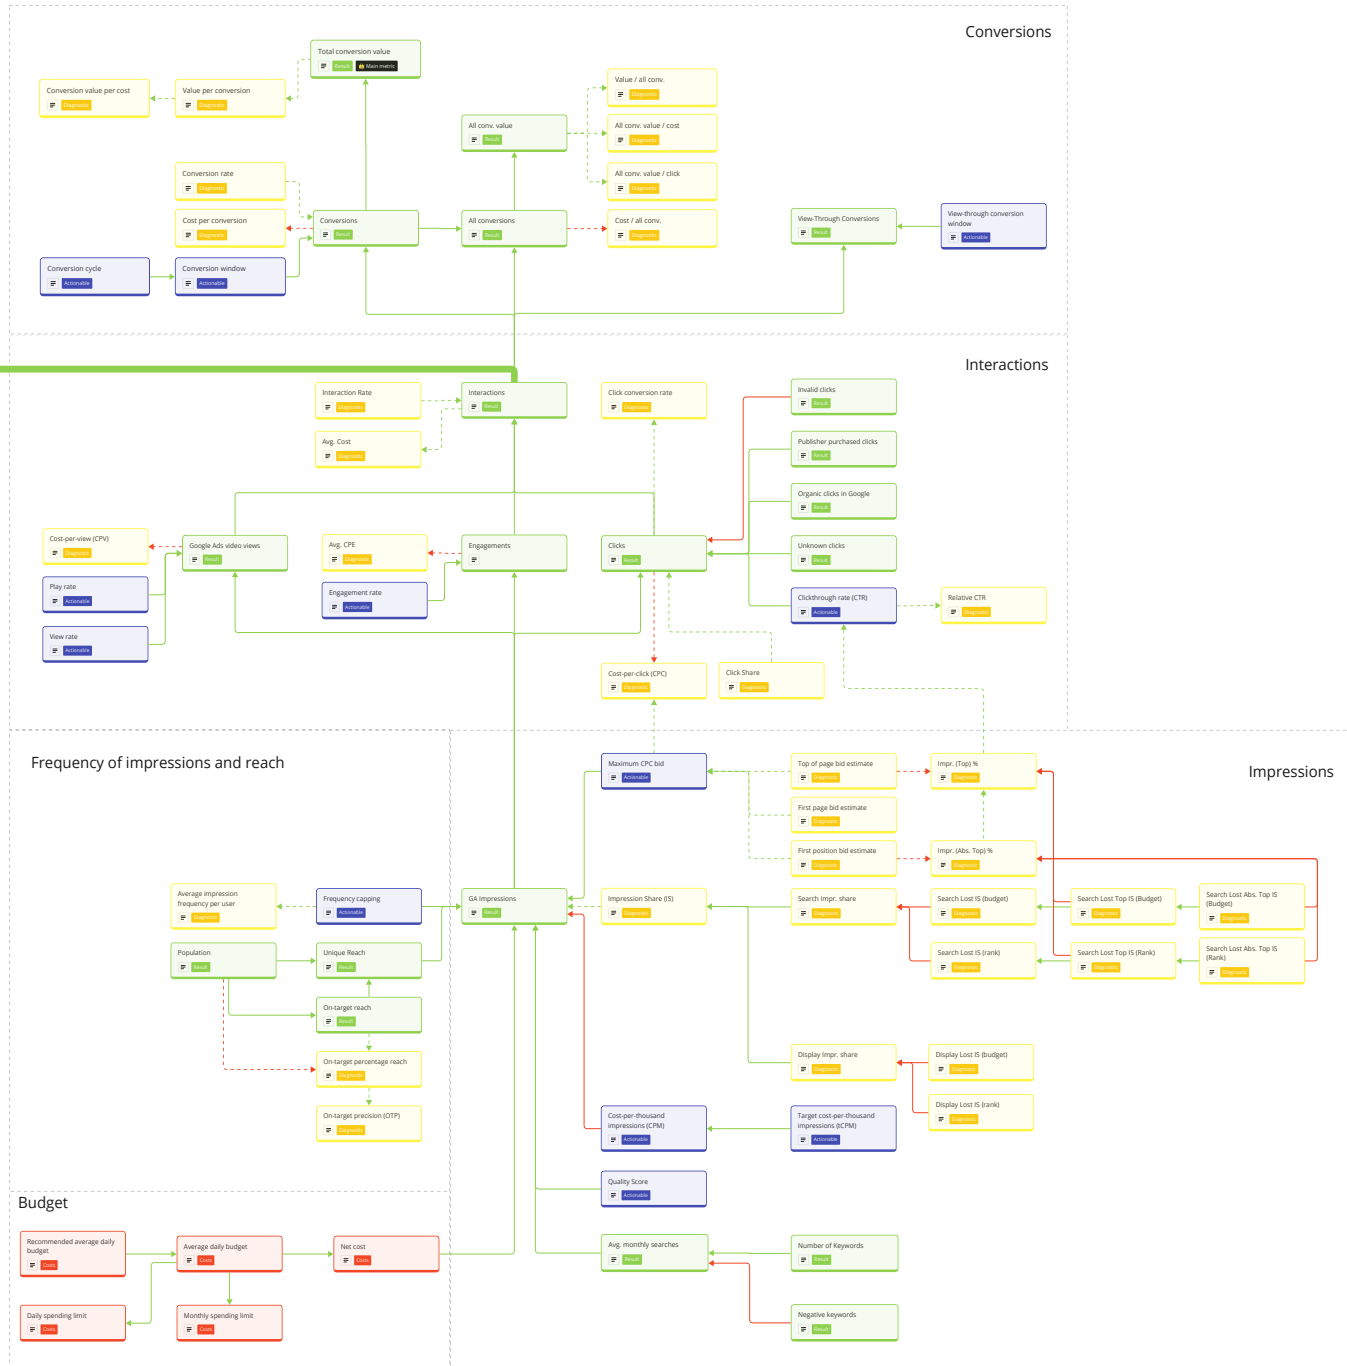 Conversions
Total conversion value
Result
Main metric
Conversion value per cost
Diagnostic
Value per conversion
Diagnostic
Value / all conv.
Diagnostic
All conv. value
Result
All conv. value / cost
Diagnostic
Conversion rate
Diagnostic
All conv. value / click
Diagnostic
Cost per conversion
Diagnostic
Conversions
Result
All conversions
Result
Cost / all conv.
Diagnostic
View-Through Conversions
Result
View-through conversion
window
Actionable
Conversion cycle
Actionable
Conversion window
Actionable
Interactions
Interaction Rate
Diagnostic
Interactions
Result
Click conversion rate
Diagnostic
Invalid clicks
Result
Avg. Cost
Diagnostic
Publisher purchased clicks
Result
Organic clicks in Google
Result
Cost-per-view (CPV)
Diagnostic
Google Ads video views
Result
Avg. CPE
Diagnostic
Engagements
Clicks
Result
Unknown clicks
Result
Play rate
Actionable
Engagement rate
Actionable
Clickthrough rate (CTR)
Actionable
Relative CTR
Diagnostic
View rate
Actionable
Cost-per-click (CPC)
Diagnostic
Click Share
Diagnostic
Frequency of impressions and reach
Impressions
Maximum CPC bid
Actionable
Top of page bid estimate
Diagnostic
Impr. (Top) %
Diagnostic
First page bid estimate
Diagnostic
First position bid estimate
Diagnostic
Impr. (Abs. Top) %
Diagnostic
Average impression
frequency per user
Diagnostic
Frequency capping
Actionable
GA Impressions
Result
Impression Share (IS)
Diagnostic
Search Impr. share
Diagnostic
Search Lost IS (budget)
Diagnostic
Search Lost Top IS (Budget)
Diagnostic
Search Lost Abs. Top IS
(Budget)
Diagnostic
Population
Result
Unique Reach
Result
Search Lost IS (rank)
Diagnostic
Search Lost Top IS (Rank)
Diagnostic
Search Lost Abs. Top IS
(Rank)
Diagnostic
On-target reach
Result
On-target percentage reach
Diagnostic
Display Impr. share
Diagnostic
Display Lost IS (budget)
Diagnostic
On-target precision (OTP)
Diagnostic
Cost-per-thousand
impressions (CPM)
Actionable
Target cost-per-thousand
impressions (tCPM)
Actionable
Display Lost IS (rank)
Diagnostic
Quality Score
Actionable
Budget
Recommended average daily
budget
Costs
Average daily budget
Costs
Net cost
Costs
Avg. monthly searches
Result
Number of Keywords
Result
Daily spending limit
Costs
Monthly spending limit
Costs
Negative keywords
Result